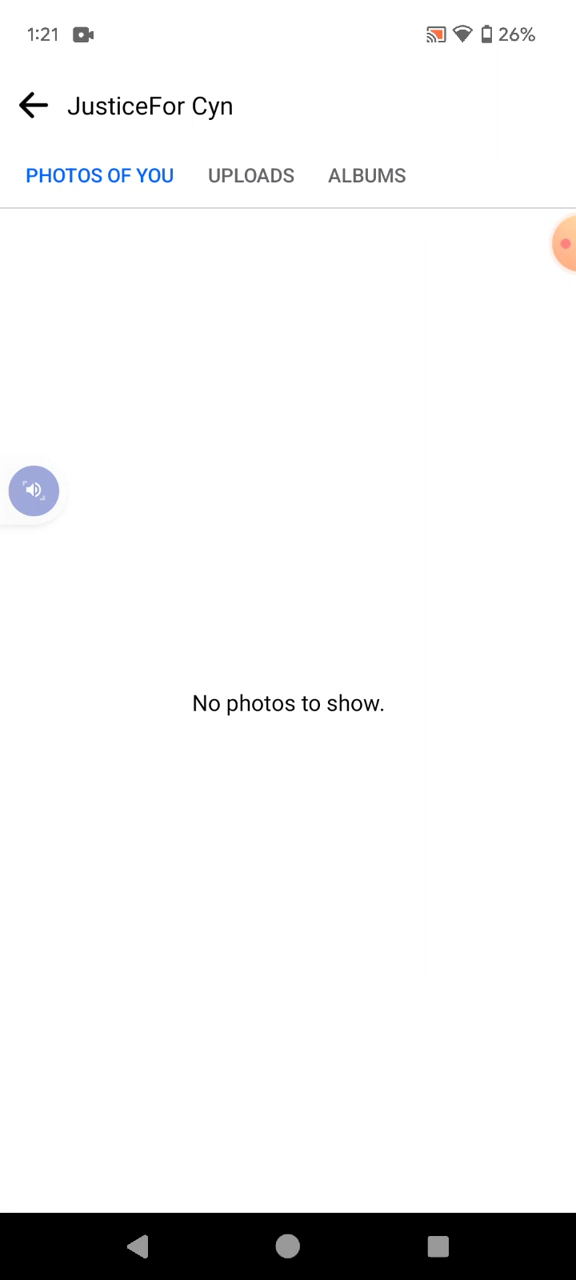 1:21 26%
JusticeFor Cyn
PHOTOS OF YOU UPLOADS ALBUMS
No photos to show.